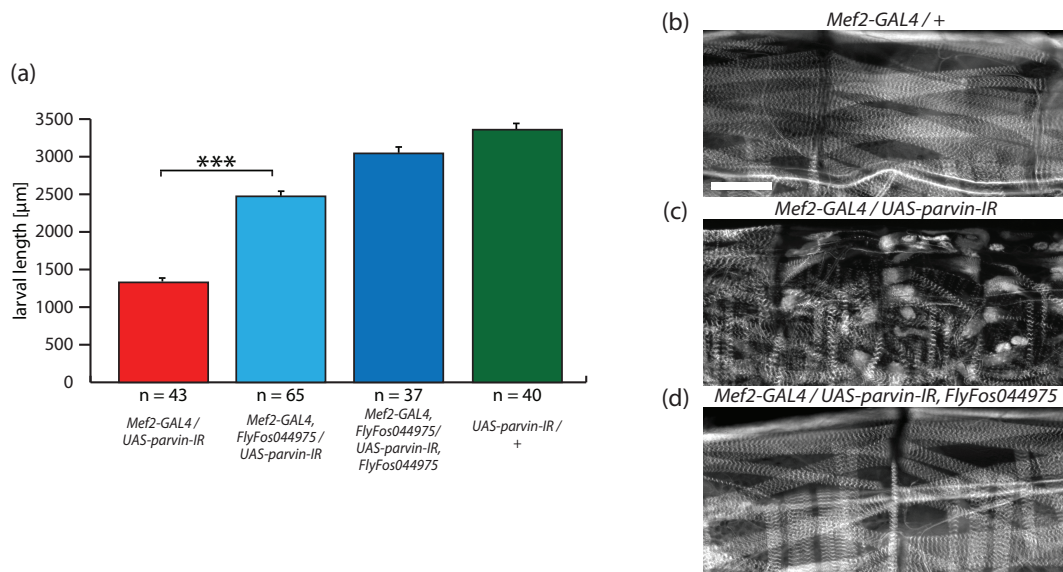 (a)
larval length [µm]
3500
3000
2500
2000
1500
1000
500
0
***
n = 43
n = 65
n = 37
n = 40
Mef2-GAL4 /
UAS-parvin-IR
Mef2-GAL4,
FlyFos044975 /
UAS-parvin-IR
Mef2-GAL4,
FlyFos044975/
UAS-parvin-IR,
FlyFos044975
UAS-parvin-IR /
+
(b)
Mef2-GAL4 / +
(c)
Mef2-GAL4 / UAS-parvin-IR
(d)
Mef2-GAL4 / UAS-parvin-IR, FlyFos044975